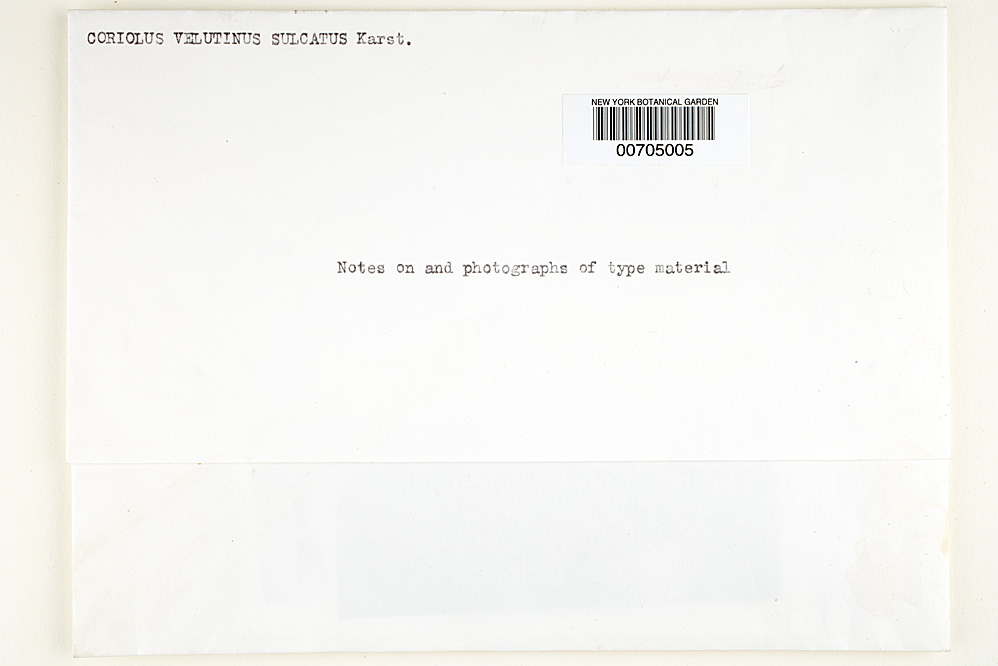 CORIOLUS VELUTINUS SULCATUS Karst.
NEW YORK BOTANICAL GARDEN
00705005
Notes on and photographs of type material